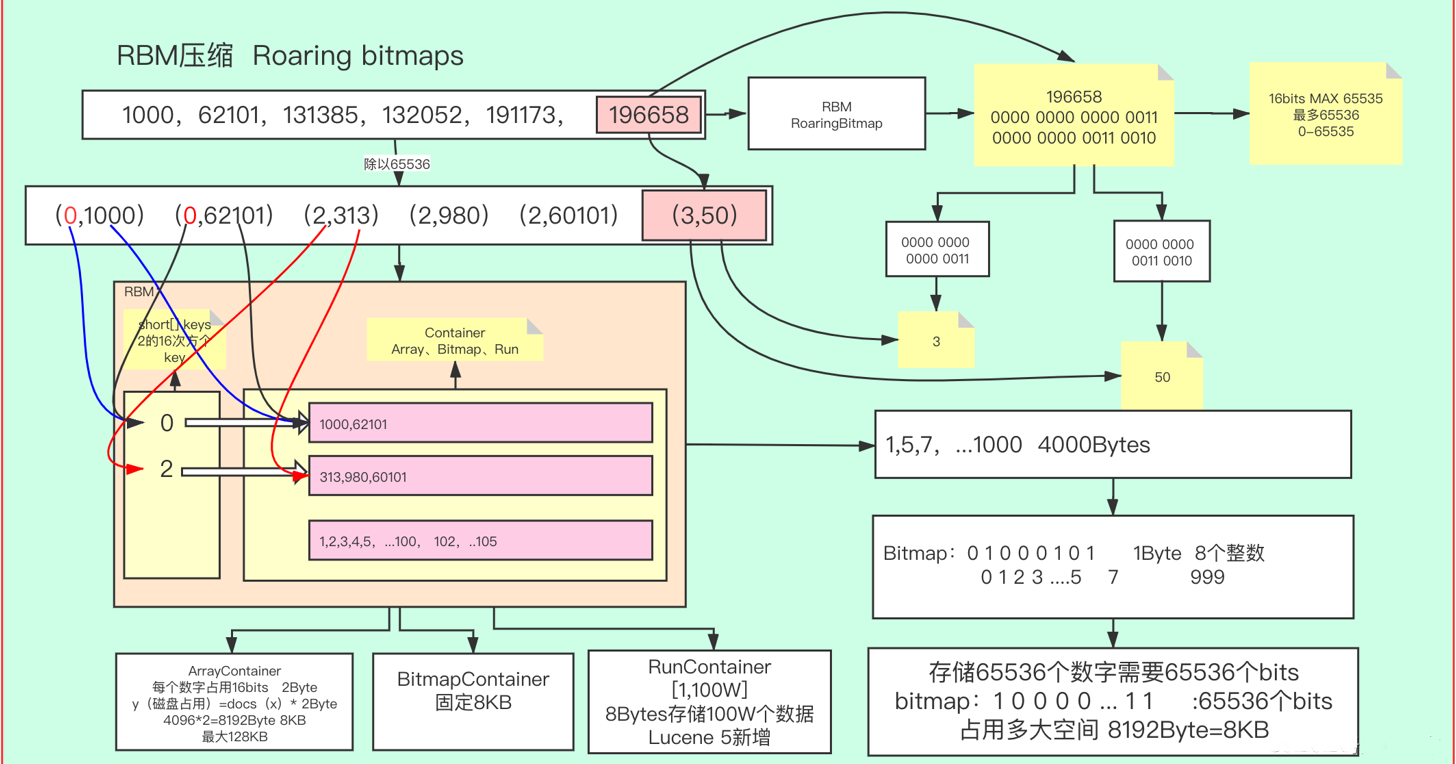 RBM压缩 Roaring bitmaps
1000, 62101, 131385, 132052, 191173, 196658
RBM
RoaringBitmap
196658
0000 0000 0000 0011
0000 0000 0011 0010
16bits MAX 65535
最多65536
0-65535
除以65536
(0,1000) (0,62101) (2,313) (2,980) (2,60101) (3,50)
0000 0000
0000 0011
0000 0000
0011 0010
3
50
RBM
short[] keys
2的16次方个
key
Container
Array、Bitmap、Run
0
1000,62101
2
313,980,60101
1,2,3,4,5, ...100, 102, ..105
1,5,7, ...1000 4000Bytes
Bitmap: 0 1 0 0 0 1 0 1 1Byte 8个整数
0 1 2 3 ....5 7 999
ArrayContainer
每个数字占用16bits 2Byte
y（磁盘占用）=docs（x）* 2Byte
4096*2=8192Byte 8KB
最大128KB
BitmapContainer
固定8KB
RunContainer
[1,100W]
8Bytes存储100W个数据
Lucene 5新增
存储65536个数字需要65536个bits
bitmap: 1 0 0 0 0 ... 1 1 :65536个bits
占用多大空间 8192Byte=8KB